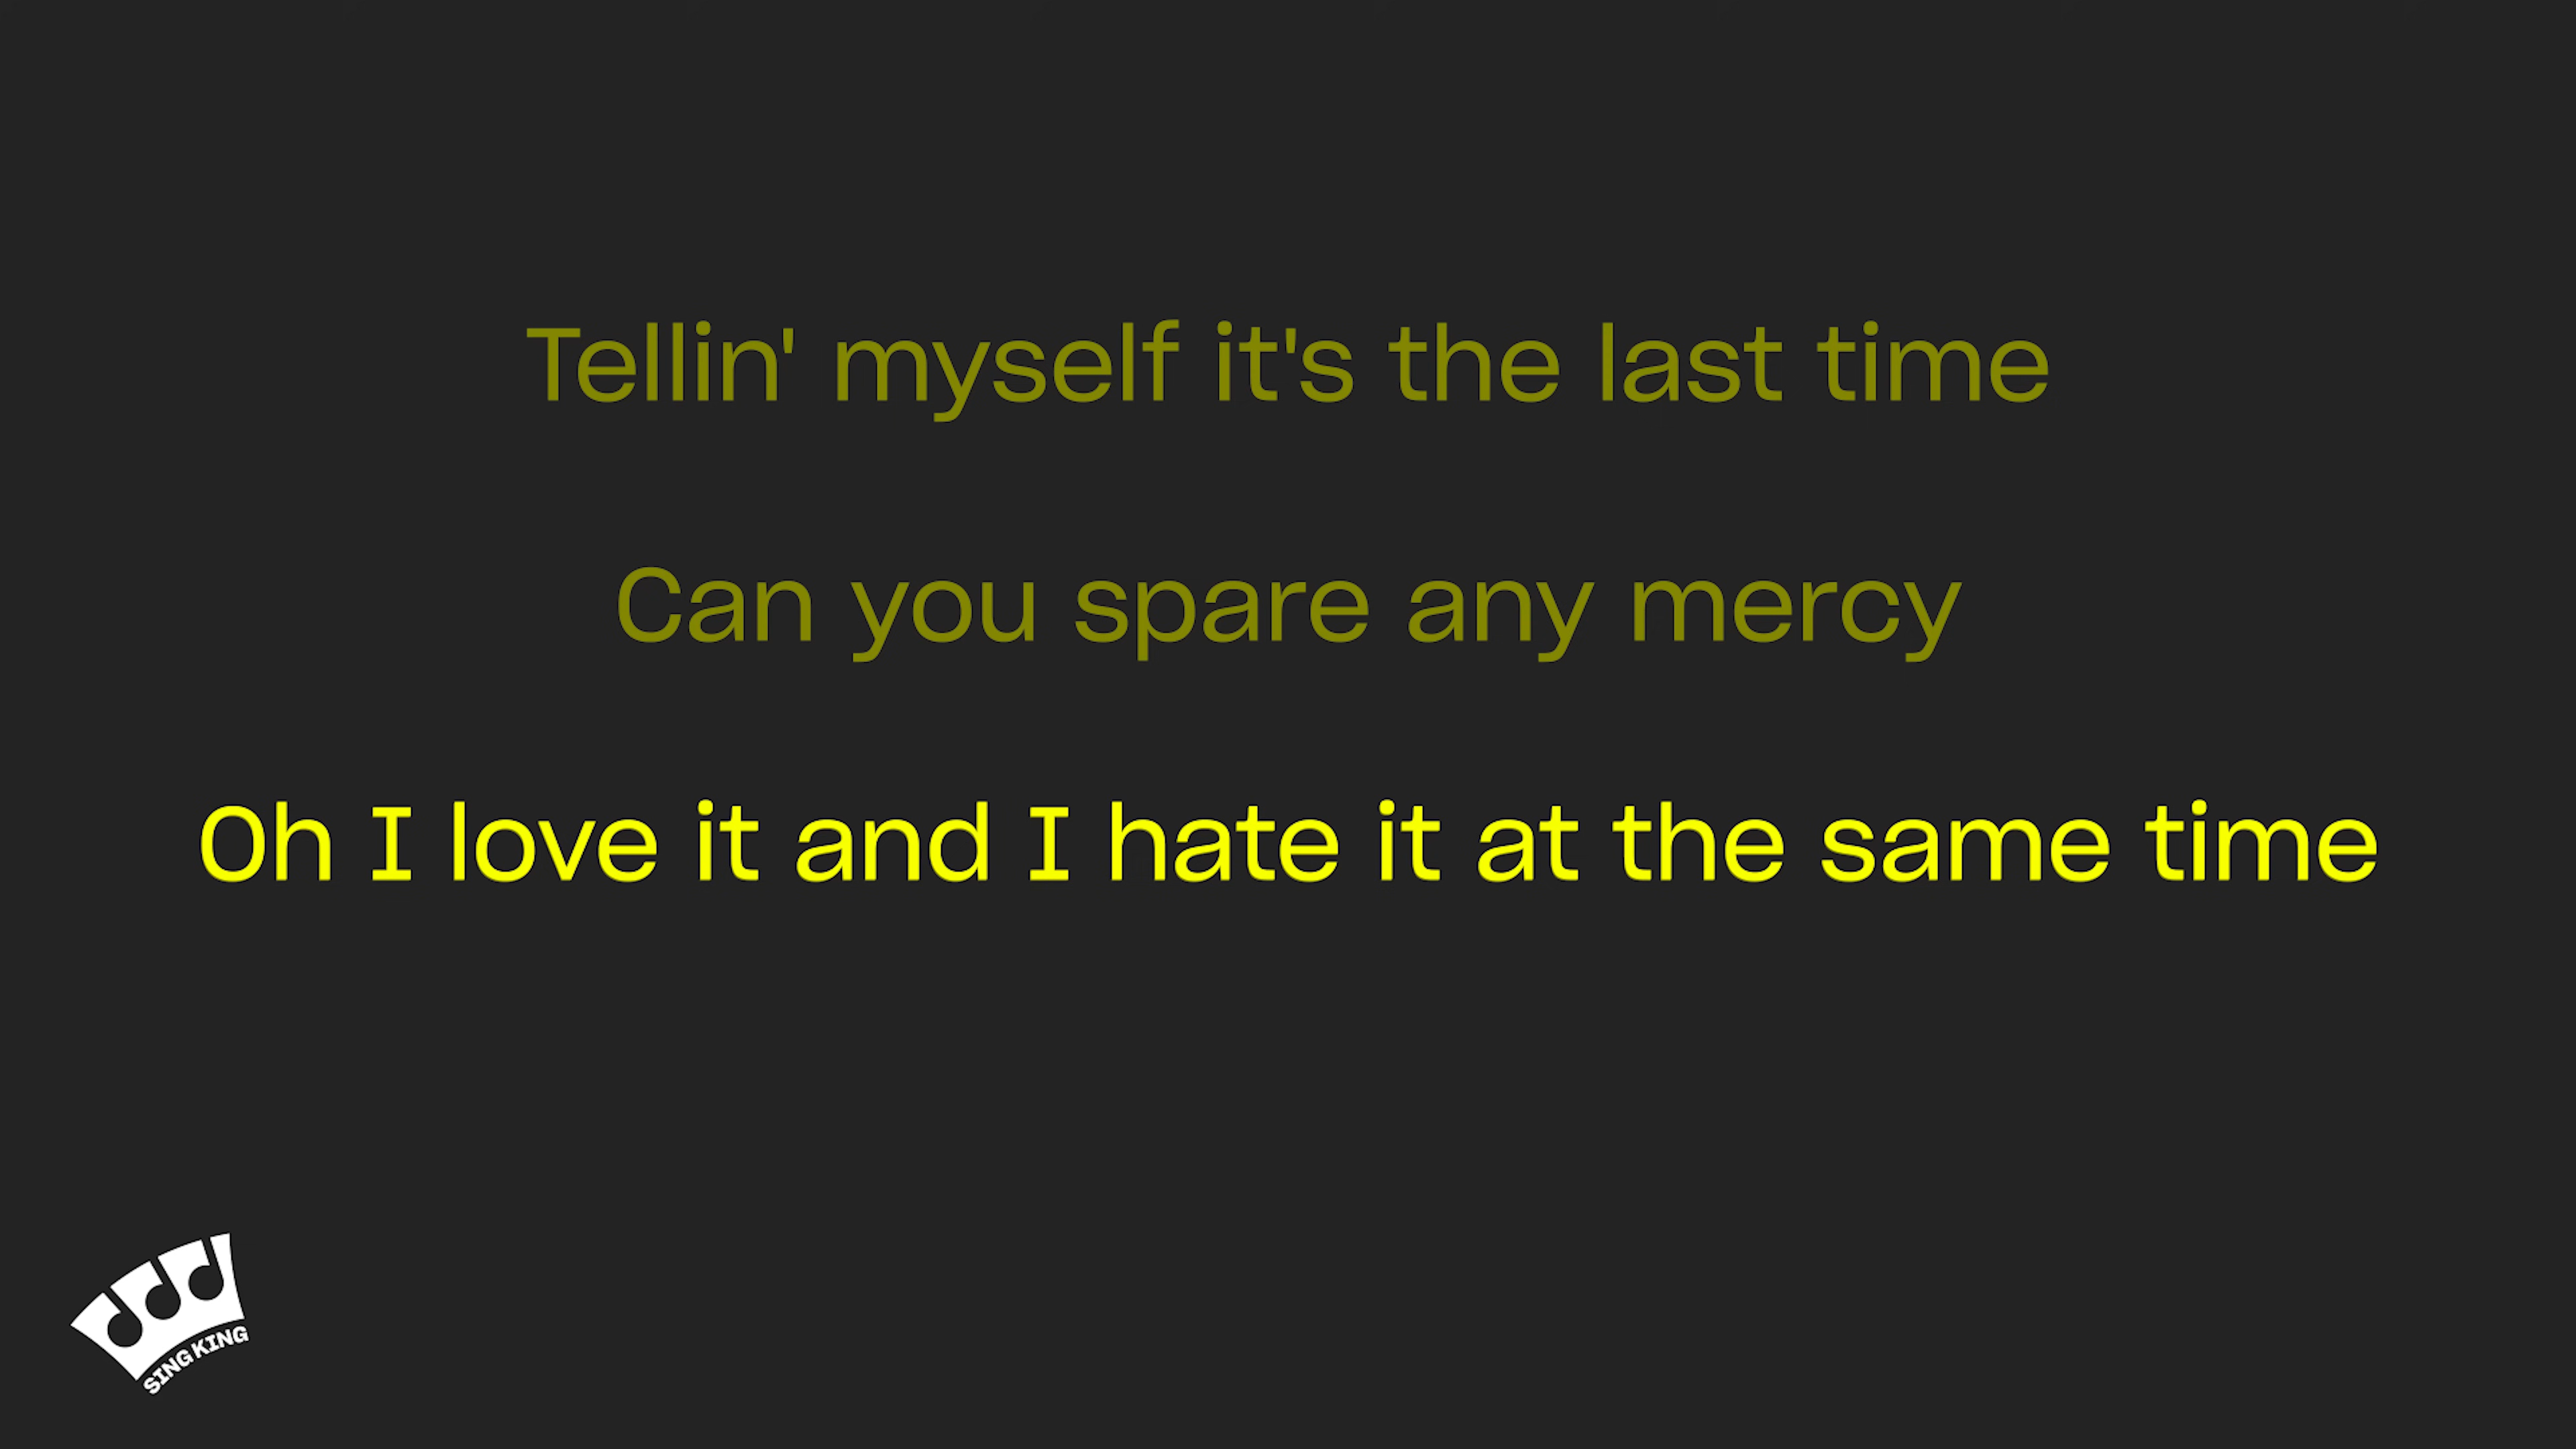 Tellin' myself it's the last time
Can you spare any mercy
Oh I love it and I hate it at the same time
SING KING